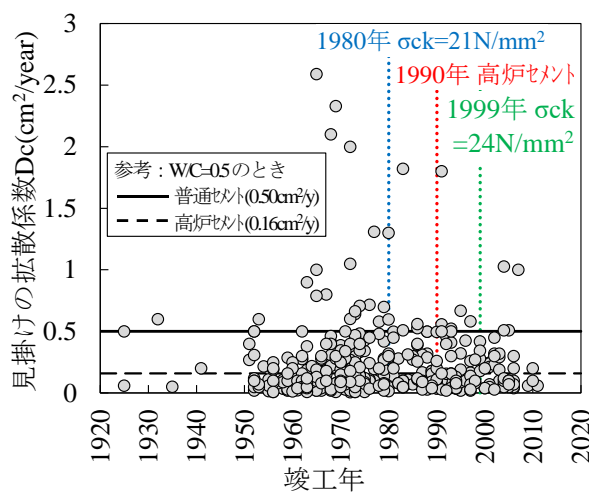 見掛けの拡散係数Dc(cm²/year)
3
2.5
2
1.5
1
0.5
0
1980年 σck=21N/mm²
1990年 高炉セメント
1999年 σck
=24N/mm²
参考：W/C=0.5のとき
普通セメント(0.50cm²/y)
高炉セメント(0.16cm²/y)
1920
1930
1940
1950
1960
1970
1980
1990
2000
2010
2020
竣工年